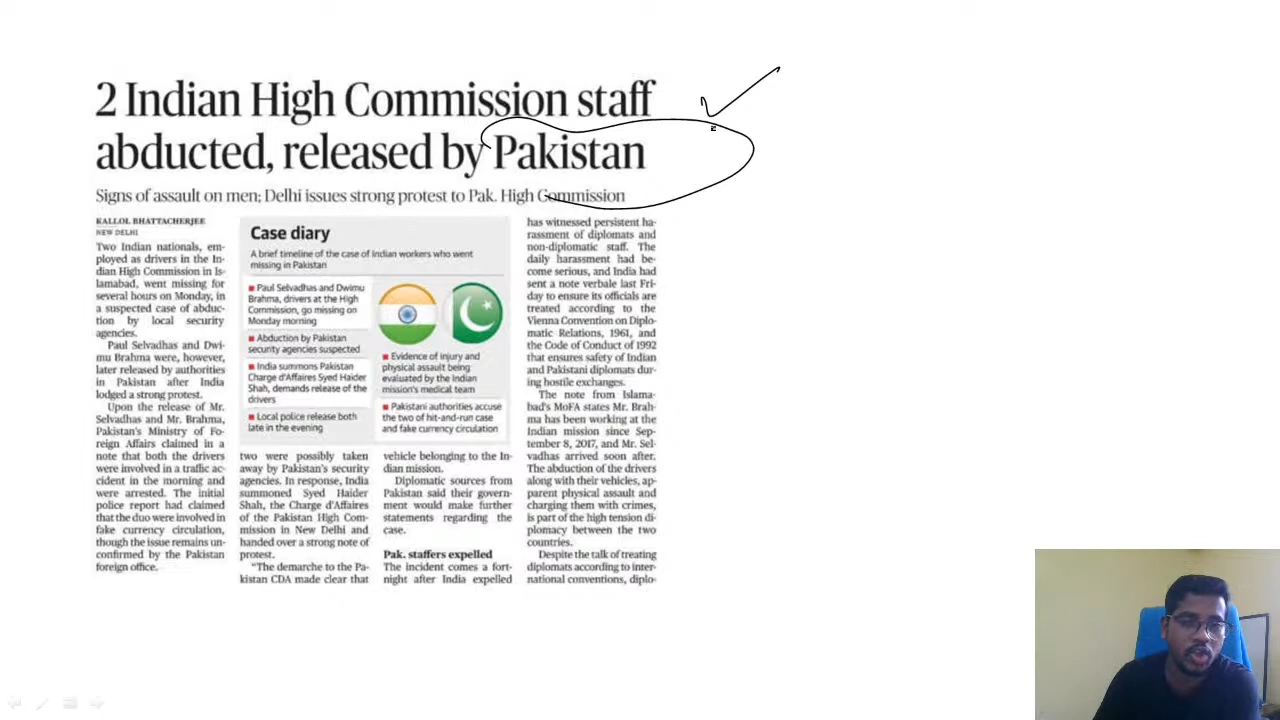 2 Indian High Commission staff
abducted, released by Pakistan
Signs of assault on men; Delhi issues strong protest to Pak. High Commission
KALLOL BHATTACHERJEE
NEW DELHI
Two Indian nationals, em-
ployed as drivers in the In-
dian High Commission in Is-
lamabad, went missing for
several hours on Monday, in
a suspected case of abduc-
tion by local security
agencies.
Paul Selvadhas and Dwi-
mu Brahma were, however,
later released by authorities
in Pakistan after India
lodged a strong protest.
Upon the release of Mr.
Selvadhas and Mr. Brahma,
Pakistan's Ministry of Fo-
reign Affairs claimed in a
note that both the drivers
were involved in a traffic ac-
cident in the morning and
were arrested. The initial
police report had claimed
that the duo were involved in
fake currency circulation,
though the issue remains un-
confirmed by the Pakistan
foreign office.
Case diary
A brief timeline of the case of Indian workers who went
missing in Pakistan
Paul Selvadhas and Dwimu
Brahma, drivers at the High
Commission, go missing on
Monday morning
Abduction by Pakistan
security agencies suspected
India summons Pakistan
Charge d'Affaires Syed Haider
Shah, demands release of the
drivers
Local police release both
late in the evening
Evidence of injury and
physical assault being
evaluated by the Indian
mission's medical team
Pakistani authorities accuse
the two of hit-and-run case
and fake currency circulation
two were possibly taken
away by Pakistan's security
agencies. In response, India
summoned Syed Haider
Shah, the Charge d'Affaires
of the Pakistan High Com-
mission in New Delhi and
handed over a strong note of
protest.
"The demarche to the Pa-
kistan CDA made clear that
vehicle belonging to the In-
dian mission.
Diplomatic sources from
Pakistan said their govern-
ment would make further
statements regarding the
case.
Pak. staffers expelled
The incident comes a fort-
night after India expelled
has witnessed persistent ha-
rassment of diplomats and
non-diplomatic staff. The
daily harassment had be-
come serious, and India had
sent a note verbale last Fri-
day to ensure its officials are
treated according to the
Vienna Convention on Diplo-
matic Relations, 1961, and
the Code of Conduct of 1992
that ensures safety of Indian
and Pakistani diplomats dur-
ing hostile exchanges.
The note from Islama-
bad's MoFA states Mr. Brah-
ma has been working at the
Indian mission since Sep-
tember 8, 2017, and Mr. Sel-
vadhas arrived soon after.
The abduction of the drivers
along with their vehicles, ap-
parent physical assault and
charging them with crimes,
is part of the high tension di-
plomacy between the two
countries.
Despite the talk of treating
diplomats according to inter-
national conventions, diplo-